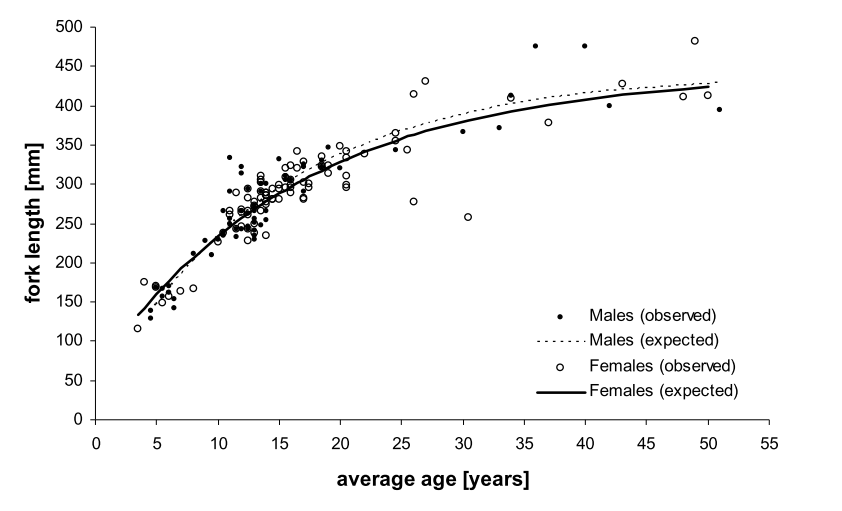 500
450
400
350
300
250
200
150
100
50
0
fork length [mm]
Males (observed)
Males (expected)
Females (observed)
Females (expected)
0 5 10 15 20 25 30 35 40 45 50 55
average age [years]